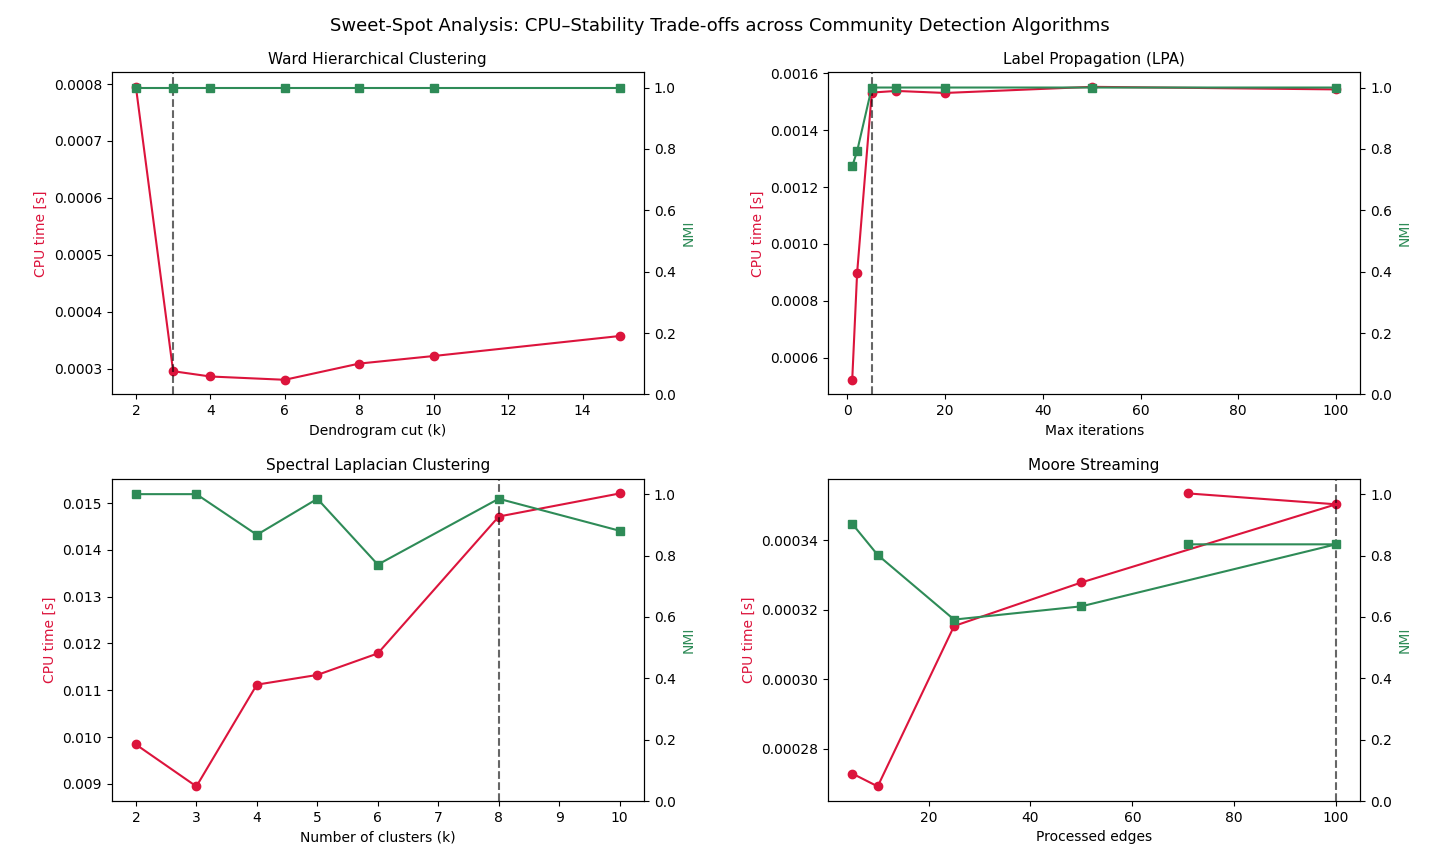 Sweet-Spot Analysis: CPU–Stability Trade-offs across Community Detection Algorithms
Ward Hierarchical Clustering
0.0008
0.0007
0.0006
0.0005
0.0004
0.0003
CPU time [s]
1.0
0.8
0.6
0.4
0.2
0.0
NMI
2 4 6 8 10 12 14
Dendrogram cut (k)
Label Propagation (LPA)
0.0016
0.0014
0.0012
0.0010
0.0008
0.0006
CPU time [s]
1.0
0.8
0.6
0.4
0.2
0.0
NMI
0 20 40 60 80 100
Max iterations
Spectral Laplacian Clustering
0.015
0.014
0.013
0.012
0.011
0.010
0.009
CPU time [s]
1.0
0.8
0.6
0.4
0.2
0.0
NMI
2 3 4 5 6 7 8 9 10
Number of clusters (k)
Moore Streaming
0.00034
0.00032
0.00030
0.00028
CPU time [s]
1.0
0.8
0.6
0.4
0.2
0.0
NMI
20 40 60 80 100
Processed edges